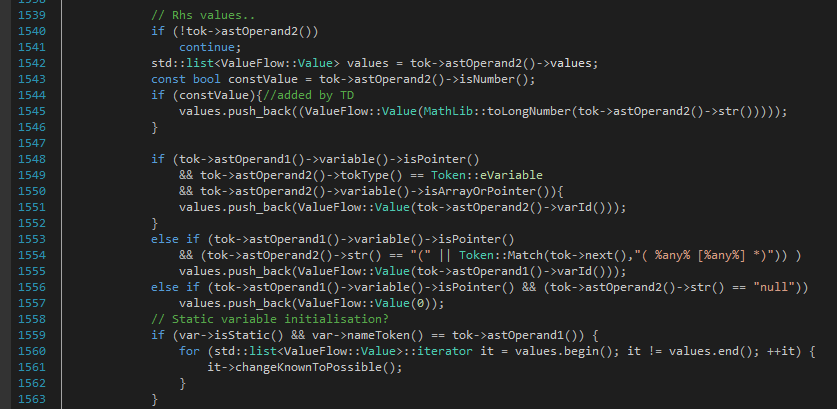 1539 // Rhs values..
1540 if (!tok->astOperand2())
1541 continue;
1542 std::list<ValueFlow::Value> values = tok->astOperand2()->values;
1543 const bool constValue = tok->astOperand2()->isNumber();
1544 if (constValue){//added by TD
1545 values.push_back((ValueFlow::Value(MathLib::toLongNumber(tok->astOperand2()->str()))));
1546 }
1547
1548 if (tok->astOperand1()->variable()->isPointer()
1549 && tok->astOperand2()->tokType() == Token::eVariable
1550 && tok->astOperand2()->variable()->isArrayOrPointer()){
1551 values.push_back(ValueFlow::Value(tok->astOperand2()->varId()));
1552 }
1553 else if (tok->astOperand1()->variable()->isPointer()
1554 && (tok->astOperand2()->str() == "(" || Token::Match(tok->next(),"( %any% [%any%] *)")) )
1555 values.push_back(ValueFlow::Value(tok->astOperand1()->varId()));
1556 else if (tok->astOperand1()->variable()->isPointer() && (tok->astOperand2()->str() == "null"))
1557 values.push_back(ValueFlow::Value(0));
1558 // Static variable initialisation?
1559 if (var->isStatic() && var->nameToken() == tok->astOperand1()) {
1560 for (std::list<ValueFlow::Value>::iterator it = values.begin(); it != values.end(); ++it) {
1561 it->changeKnownToPossible();
1562 }
1563 }